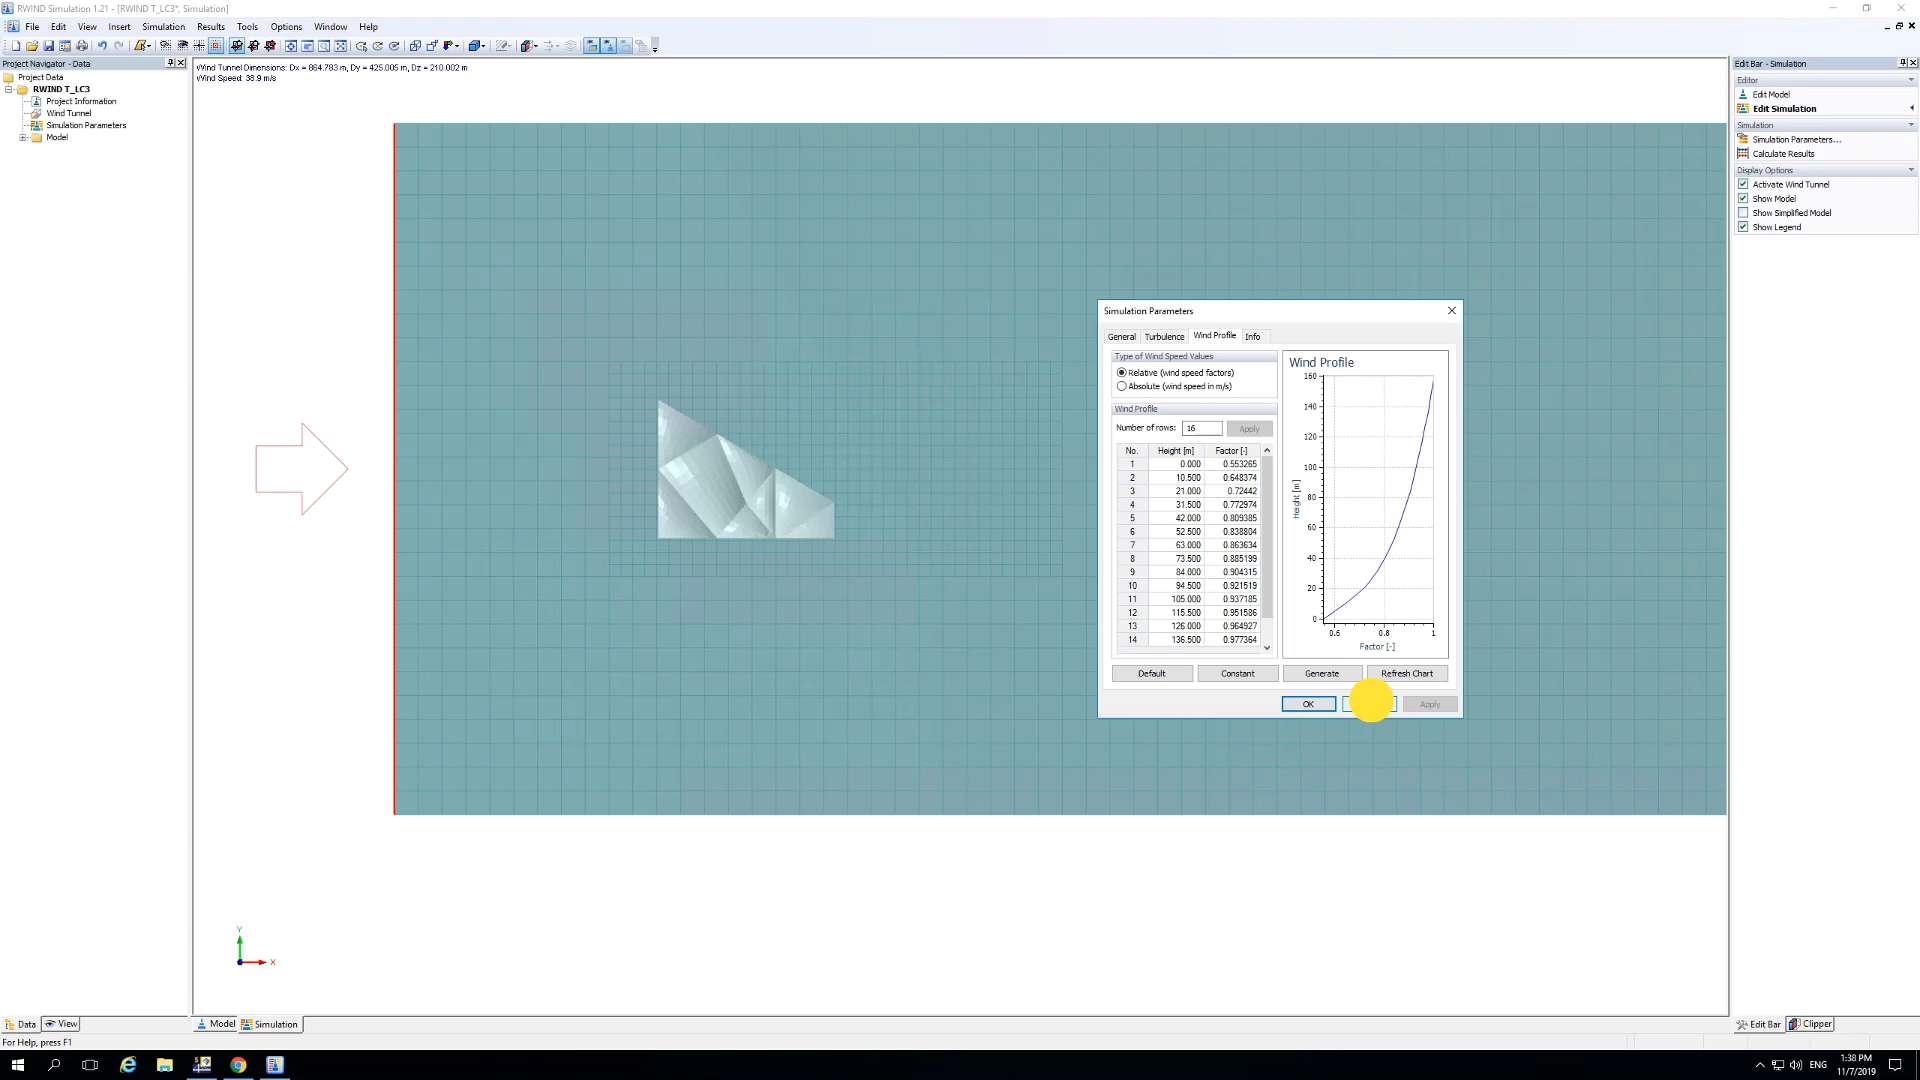 RWIND Simulation 1.21 - [RWIND T_LC3*, Simulation]
File Edit View Insert Simulation Results Tools Options Window Help
Project Navigator - Data
Project Data
RWIND T_LC3
Project Information
Wind Tunnel
Simulation Parameters
Model
Wind Tunnel Dimensions: Dx = 864.783 m, Dy = 425.005 m, Dz = 210.002 m
Wind Speed: 38.9 m/s
Edit Bar - Simulation
Editor
Edit Model
Edit Simulation
Simulation
Simulation Parameters...
Calculate Results
Display Options
Activate Wind Tunnel
Show Model
Show Simplified Model
Show Legend
Simulation Parameters
General Turbulence Wind Profile Info
Type of Wind Speed Values
Relative (wind speed factors)
Absolute (wind speed in m/s)
Wind Profile
Number of rows: 16 Apply
No. Height [m] Factor [-]
1 0.000 0.553265
2 10.500 0.648374
3 21.000 0.72442
4 31.500 0.772974
5 42.000 0.809385
6 52.500 0.838804
7 63.000 0.863634
8 73.500 0.885199
9 84.000 0.904315
10 94.500 0.921519
11 105.000 0.937185
12 115.500 0.951586
13 126.000 0.964927
14 136.500 0.977364
Wind Profile
160
140
120
100
80
60
40
20
0
Height [m]
0.6 0.8 1
Factor [-]
Default Constant Generate Refresh Chart
OK Apply
Y
X
Data View
Model Simulation
Edit Bar Clipper
For Help, press F1
ENG
1:38 PM
11/7/2019